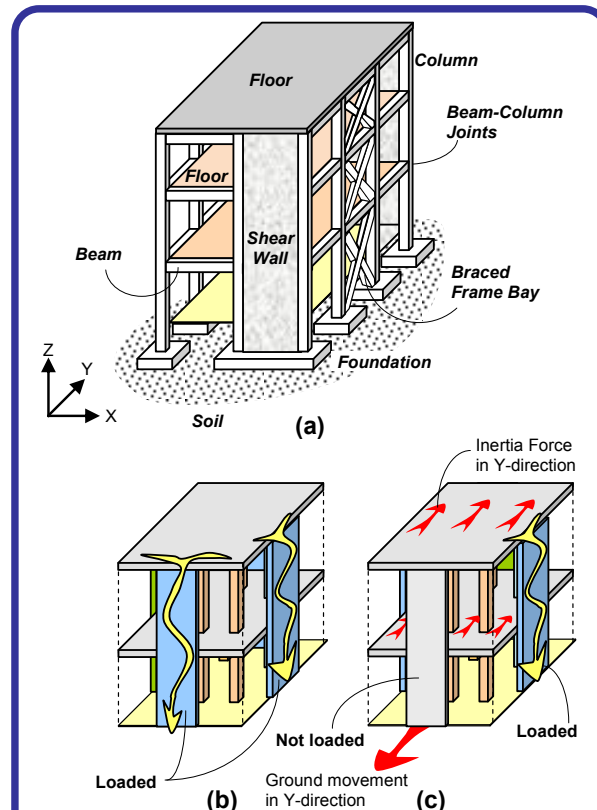 Column
Floor
Beam-Column
Joints
Floor
Shear
Wall
Beam
Braced
Frame Bay
Z
Y
X
Foundation
Soil
(a)
Inertia Force
in Y-direction
Loaded
(b)
Not loaded
Loaded
Ground movement
in Y-direction
(c)